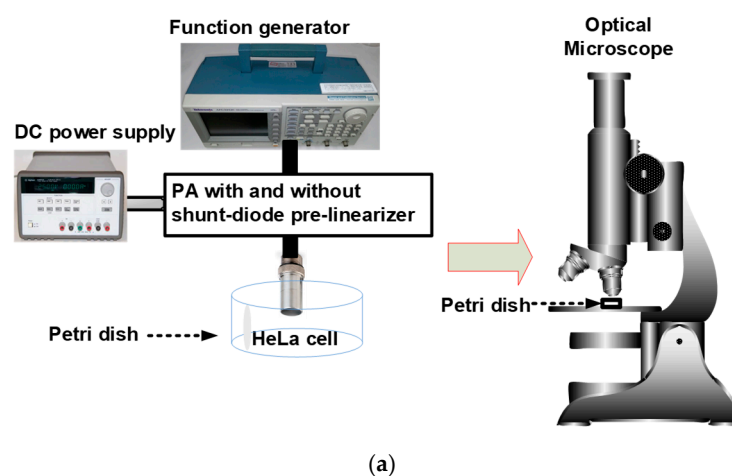 Function generator
Optical
Microscope
DC power supply
PA with and without
shunt-diode pre-linearizer
Petri dish
Petri dish
HeLa cell
(a)